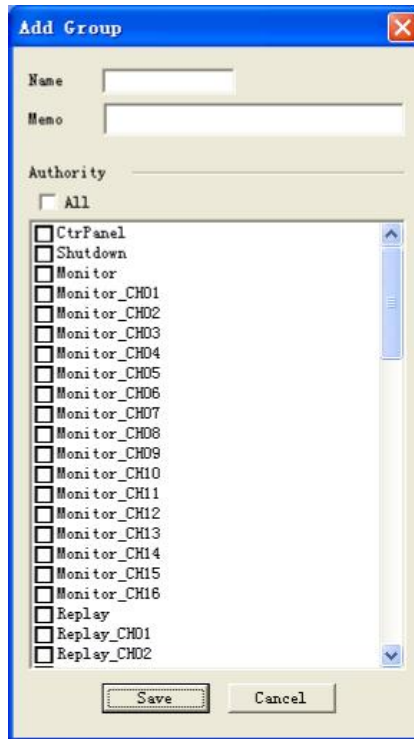 Add Group
Name
Memo
Authority
All
CtrPanel
Shutdown
Monitor
Monitor_CH01
Monitor_CH02
Monitor_CH03
Monitor_CH04
Monitor_CH05
Monitor_CH06
Monitor_CH07
Monitor_CH08
Monitor_CH09
Monitor_CH10
Monitor_CH11
Monitor_CH12
Monitor_CH13
Monitor_CH14
Monitor_CH15
Monitor_CH16
Replay
Replay_CH01
Replay_CH02
Save Cancel